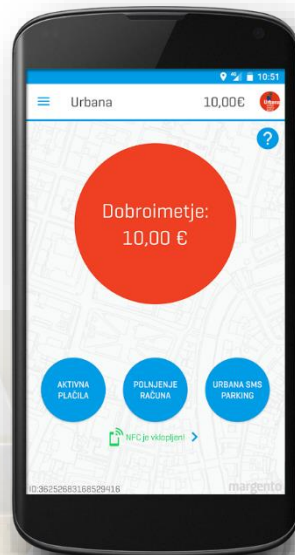 10:51
Urbana
10,00€
Urbana
?
Dobroimetje:
10,00 €
AKTIVNA
PLAČILA
POLNJENJE
RAČUNA
URBANA SMS
PARKING
NFC je vklopljen!
ID:36252683168529416
margento